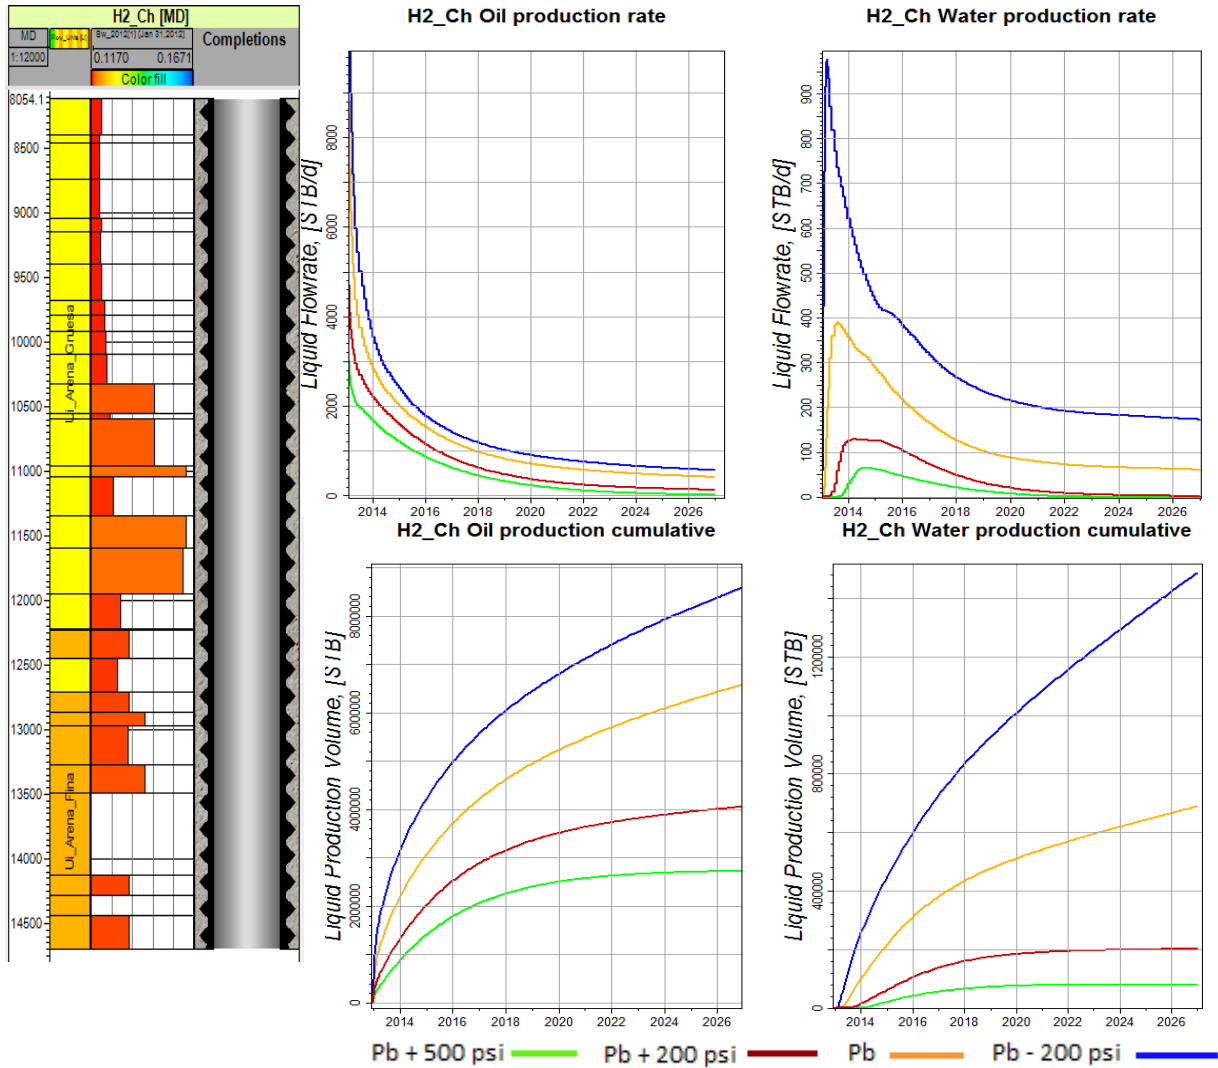 H2_Ch [MD]
MD
Sw_2012[1] (Jan 31,2012)
Completions
1:12000
0.1170 0.1671
Color fill
8054.1
8500
9000
9500
10000
10500
11000
11500
12000
12500
13000
13500
14000
14500
Ui_Arena_Gruesa
Ui_Arena_Fina
H2_Ch Oil production rate
Liquid Flowrate, [STB/d]
0
2000
4000
6000
8000
2014 2016 2018 2020 2022 2024 2026
H2_Ch Water production rate
Liquid Flowrate, [STB/d]
0
100
200
300
400
500
600
700
800
900
2014 2016 2018 2020 2022 2024 2026
H2_Ch Oil production cumulative
Liquid Production Volume, [STB]
0
2000000
4000000
6000000
8000000
2014 2016 2018 2020 2022 2024 2026
H2_Ch Water production cumulative
Liquid Production Volume, [STB]
0
400000
800000
1200000
2014 2016 2018 2020 2022 2024 2026
Pb + 500 psi Pb + 200 psi Pb Pb - 200 psi